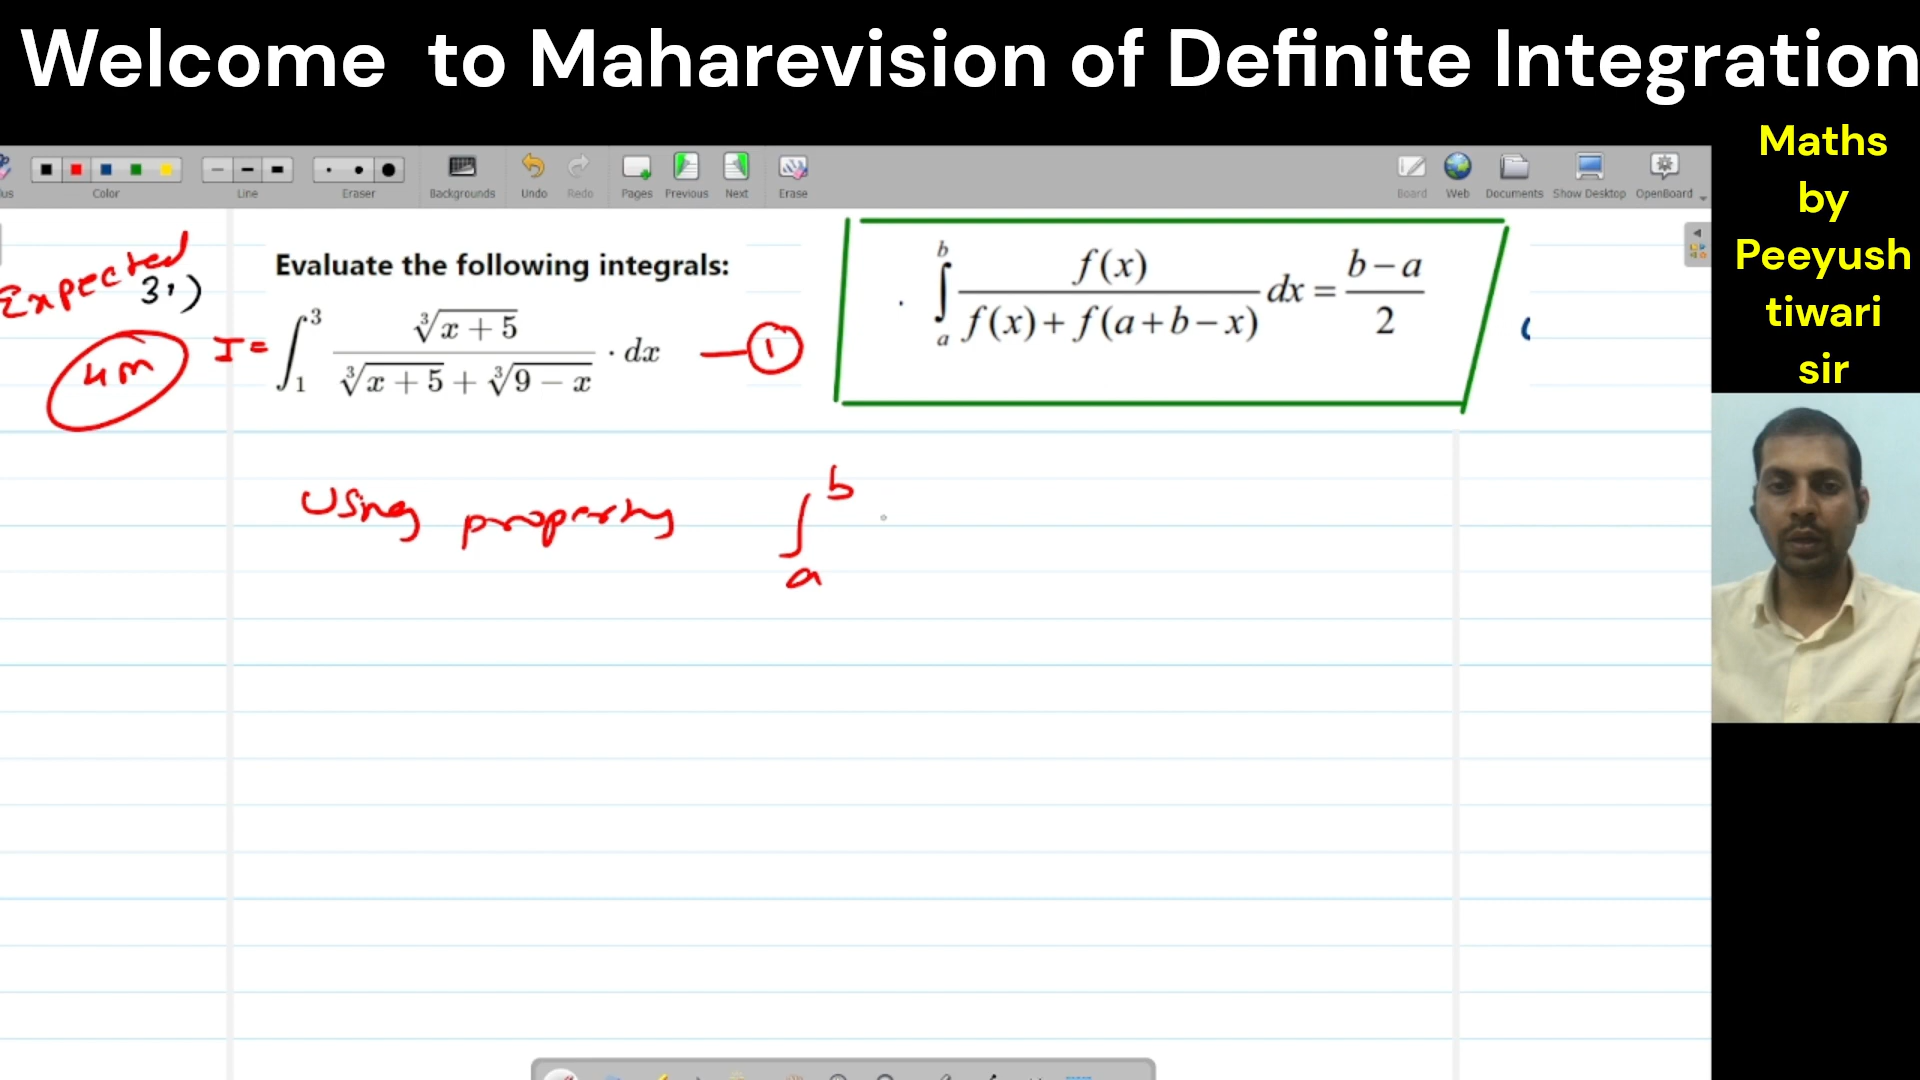 Welcome to Maharevision of Definite Integration
Maths
by
Peeyush
tiwari
sir
Color
Line
Eraser
Backgrounds
Undo
Redo
Pages
Previous
Next
Erase
Board
Web
Documents
Show Desktop
OpenBoard
Expected
3,)
4m
Evaluate the following integrals:
I = ∫₁³ ∛(x + 5) / (∛(x + 5) + ∛(9 − x)) · dx — ①
∫ₐᵇ f(x) / (f(x) + f(a+b−x)) dx = (b−a) / 2
Using property ∫ₐᵇ